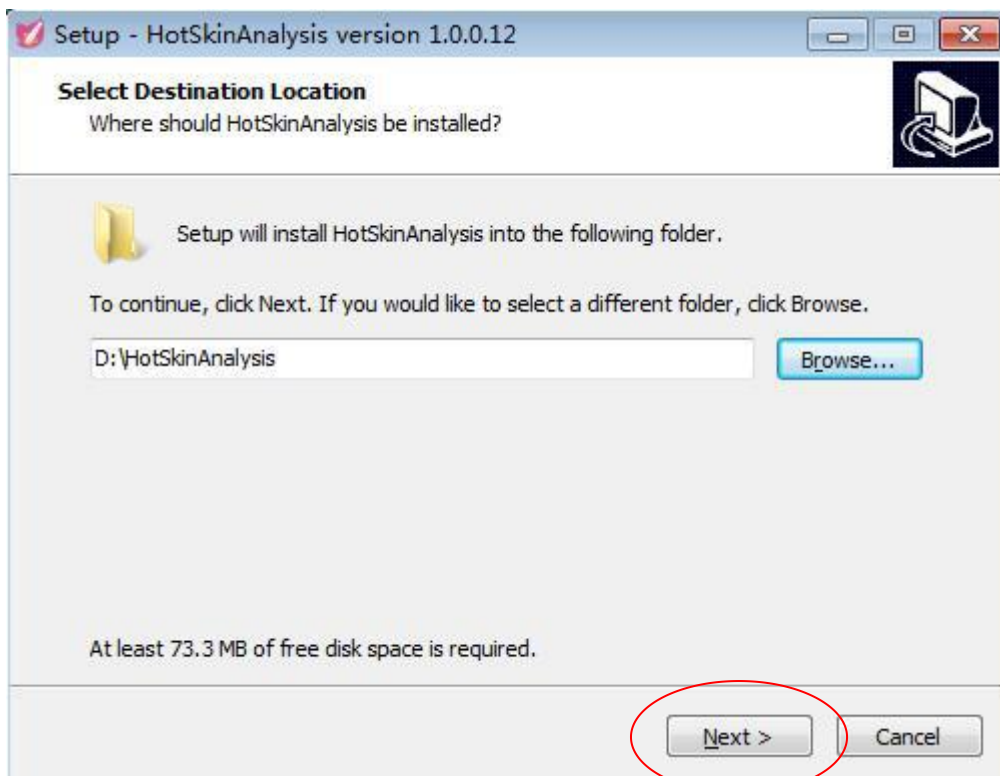 Setup - HotSkinAnalysis version 1.0.0.12
Select Destination Location
Where should HotSkinAnalysis be installed?
Setup will install HotSkinAnalysis into the following folder.
To continue, click Next. If you would like to select a different folder, click Browse.
D:\HotSkinAnalysis
Browse...
At least 73.3 MB of free disk space is required.
Next >
Cancel